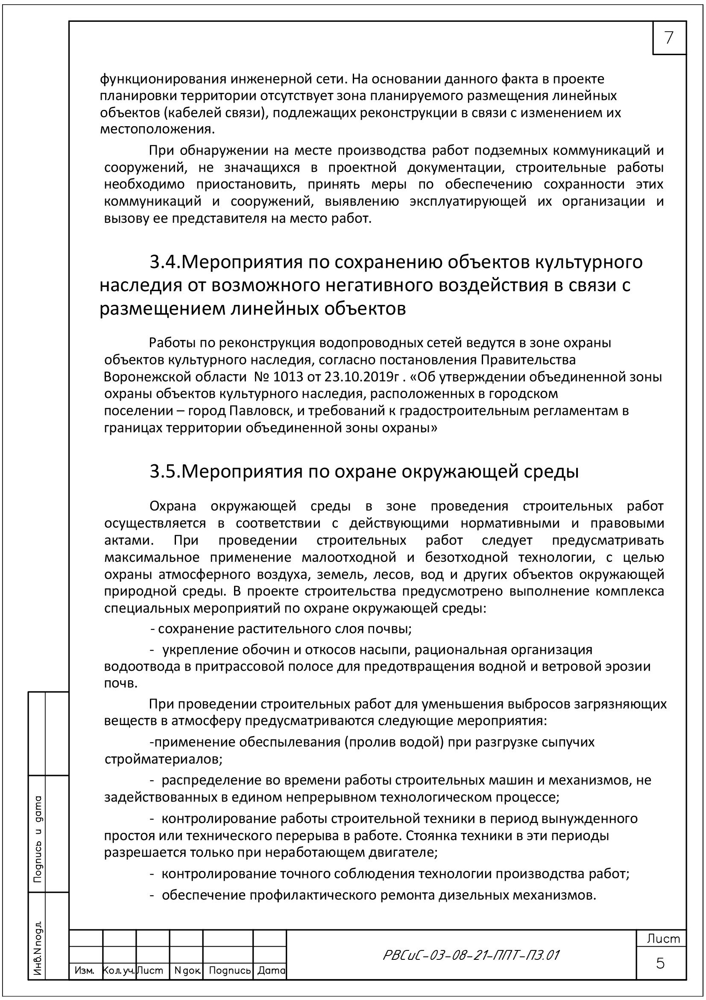 7
функционирования инженерной сети. На основании данного факта в проекте
планировки территории отсутствует зона планируемого размещения линейных
объектов (кабелей связи), подлежащих реконструкции в связи с изменением их
местоположения.
При обнаружении на месте производства работ подземных коммуникаций и
сооружений, не значащихся в проектной документации, строительные работы
необходимо приостановить, принять меры по обеспечению сохранности этих
коммуникаций и сооружений, выявлению эксплуатирующей их организации и
вызову ее представителя на место работ.
3.4.Мероприятия по сохранению объектов культурного
наследия от возможного негативного воздействия в связи с
размещением линейных объектов
Работы по реконструкция водопроводных сетей ведутся в зоне охраны
объектов культурного наследия, согласно постановления Правительства
Воронежской области № 1013 от 23.10.2019г . «Об утверждении объединенной зоны
охраны объектов культурного наследия, расположенных в городском
поселении – город Павловск, и требований к градостроительным регламентам в
границах территории объединенной зоны охраны»
3.5.Мероприятия по охране окружающей среды
Охрана окружающей среды в зоне проведения строительных работ
осуществляется в соответствии с действующими нормативными и правовыми
актами. При проведении строительных работ следует предусматривать
максимальное применение малоотходной и безотходной технологии, с целью
охраны атмосферного воздуха, земель, лесов, вод и других объектов окружающей
природной среды. В проекте строительства предусмотрено выполнение комплекса
специальных мероприятий по охране окружающей среды:
- сохранение растительного слоя почвы;
- укрепление обочин и откосов насыпи, рациональная организация
водоотвода в притрассовой полосе для предотвращения водной и ветровой эрозии
почв.
При проведении строительных работ для уменьшения выбросов загрязняющих
веществ в атмосферу предусматриваются следующие мероприятия:
-применение обеспылевания (пролив водой) при разгрузке сыпучих
стройматериалов;
- распределение во времени работы строительных машин и механизмов, не
задействованных в едином непрерывном технологическом процессе;
- контролирование работы строительной техники в период вынужденного
простоя или технического перерыва в работе. Стоянка техники в эти периоды
разрешается только при неработающем двигателе;
- контролирование точного соблюдения технологии производства работ;
- обеспечение профилактического ремонта дизельных механизмов.
Подпись и дата
Инв.N подл.
Изм. Кол.уч. Лист N док. Подпись Дата
РВСиС-03-08-21-ППТ-ПЗ.01
Лист
5